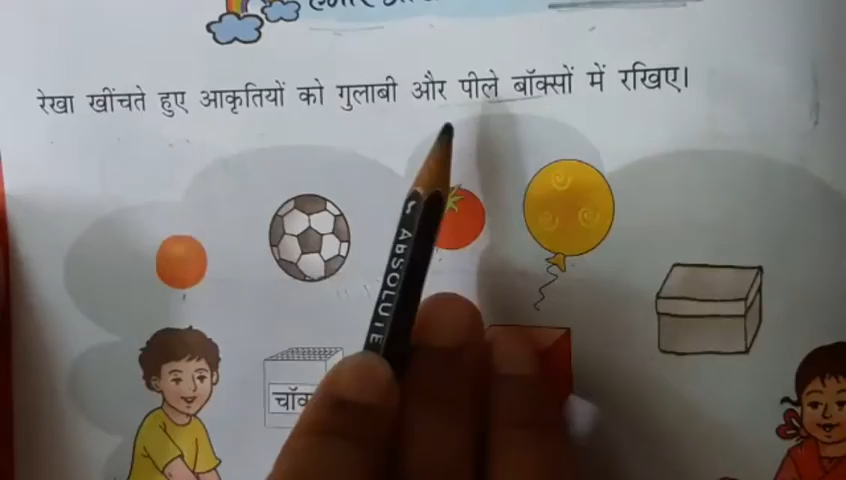 रेखा खींचते हुए आकृतियों को गुलाबी और पीले बॉक्सों में रखिए।
ABSOLUTE